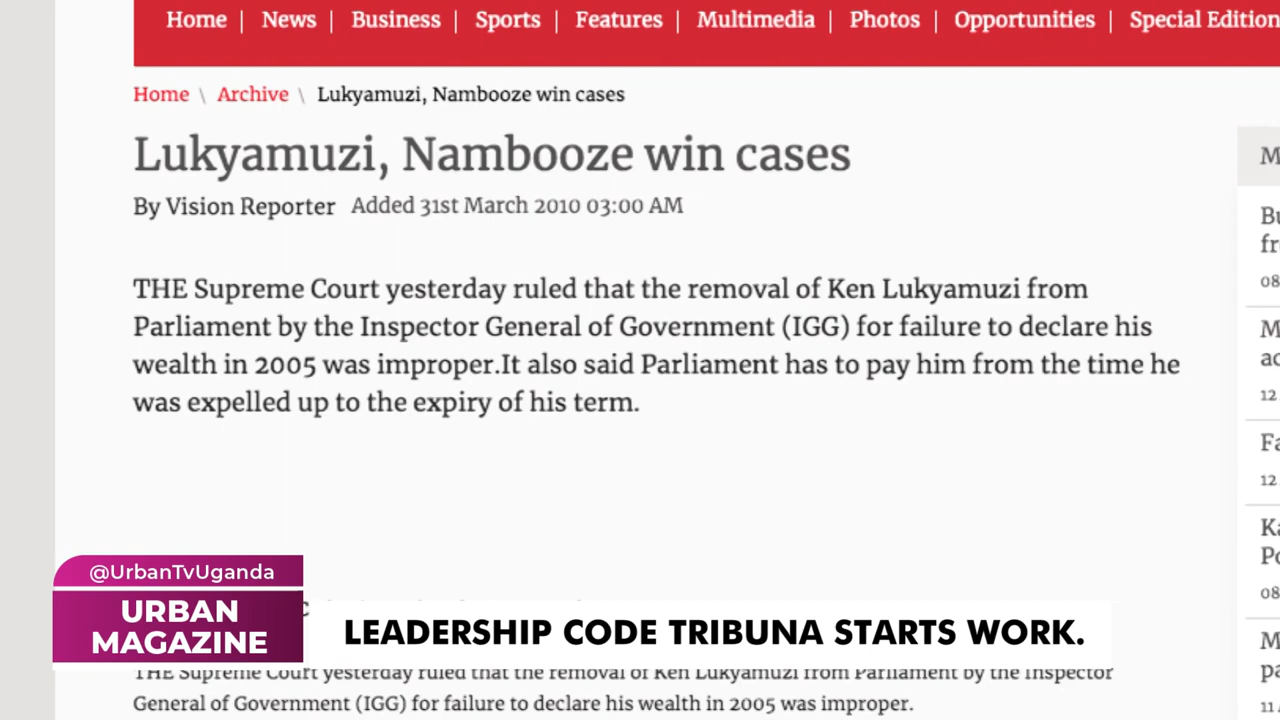 Home | News | Business | Sports | Features | Multimedia | Photos | Opportunities | Special Edition
Home \ Archive \ Lukyamuzi, Nambooze win cases
Lukyamuzi, Nambooze win cases
By Vision Reporter Added 31st March 2010 03:00 AM
THE Supreme Court yesterday ruled that the removal of Ken Lukyamuzi from
Parliament by the Inspector General of Government (IGG) for failure to declare his
wealth in 2005 was improper.It also said Parliament has to pay him from the time he
was expelled up to the expiry of his term.
@UrbanTvUganda
URBAN
MAGAZINE
LEADERSHIP CODE TRIBUNA STARTS WORK.
THE Supreme Court yesterday ruled that the removal of Ken Lukyamuzi from Parliament by the Inspector
General of Government (IGG) for failure to declare his wealth in 2005 was improper.
08
12
12
08
11